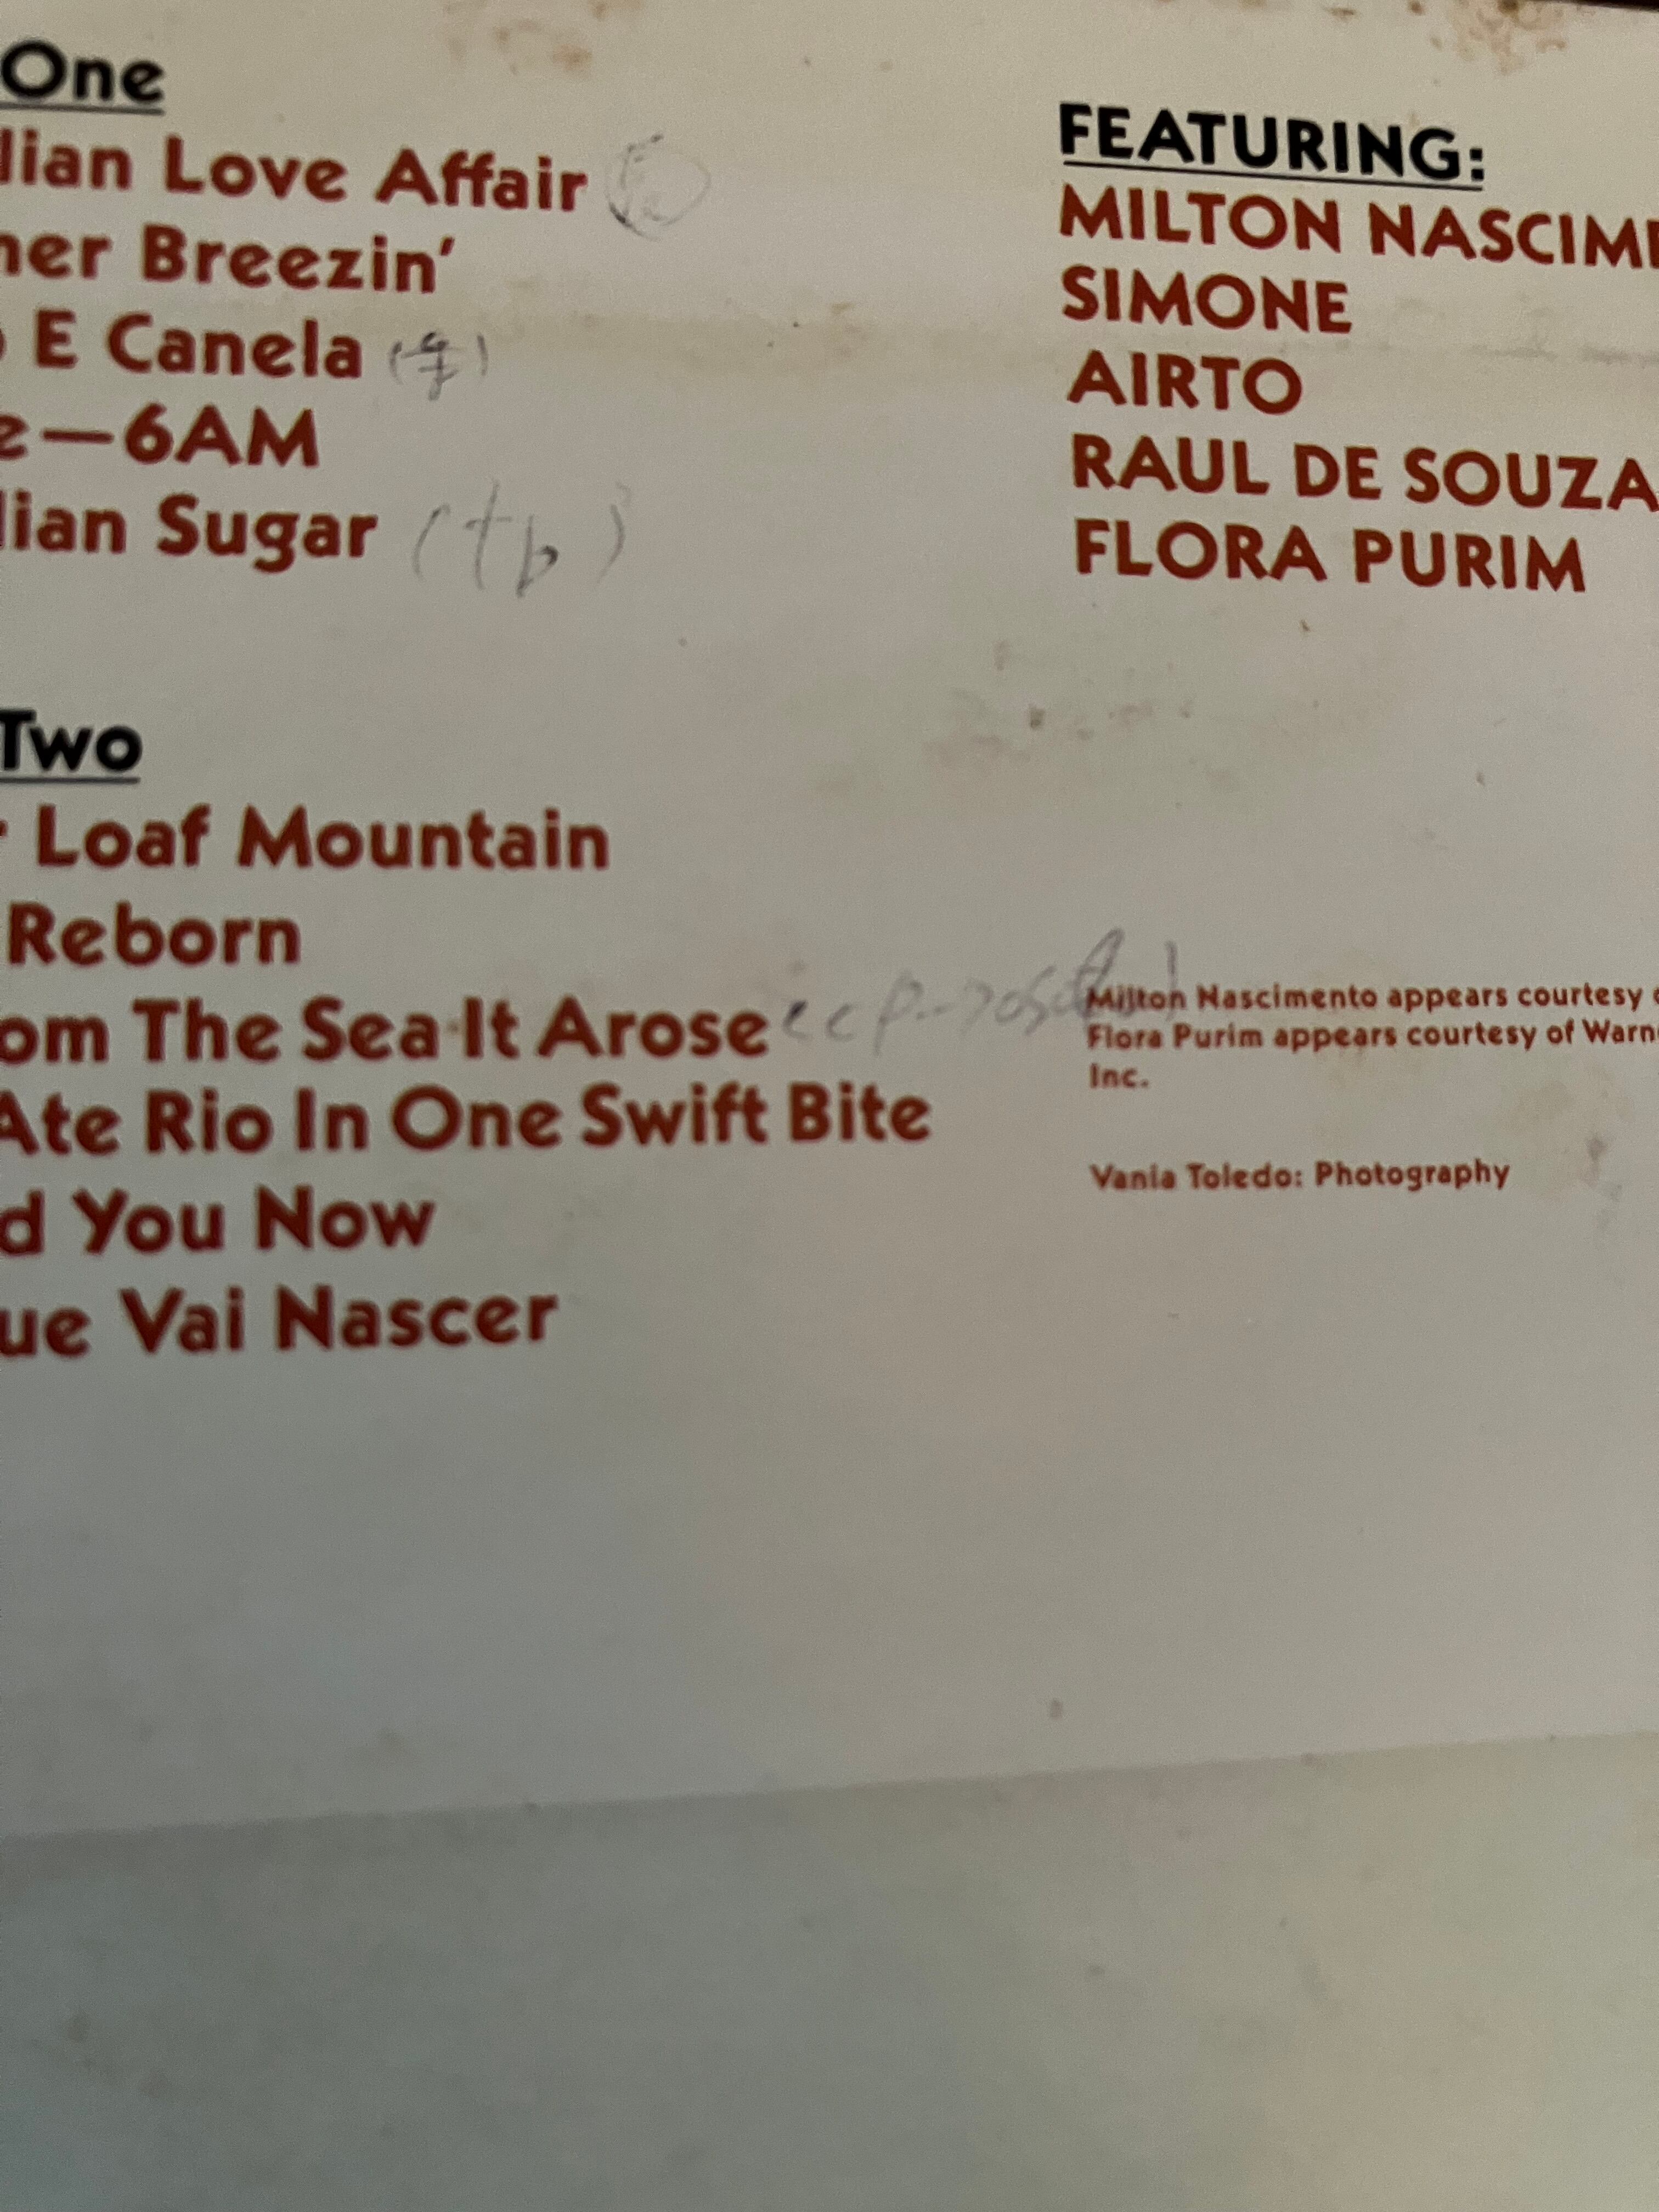 One
lian Love Affair
ner Breezin'
E Canela
e—6AM
lian Sugar (tb)
Two
Loaf Mountain
Reborn
om The Sea It Arose
Ate Rio In One Swift Bite
d You Now
ue Vai Nascer
FEATURING:
MILTON NASCIM
SIMONE
AIRTO
RAUL DE SOUZA
FLORA PURIM
Milton Nascimento appears courtesy
Flora Purim appears courtesy of Warn
Inc.
Vania Toledo: Photography